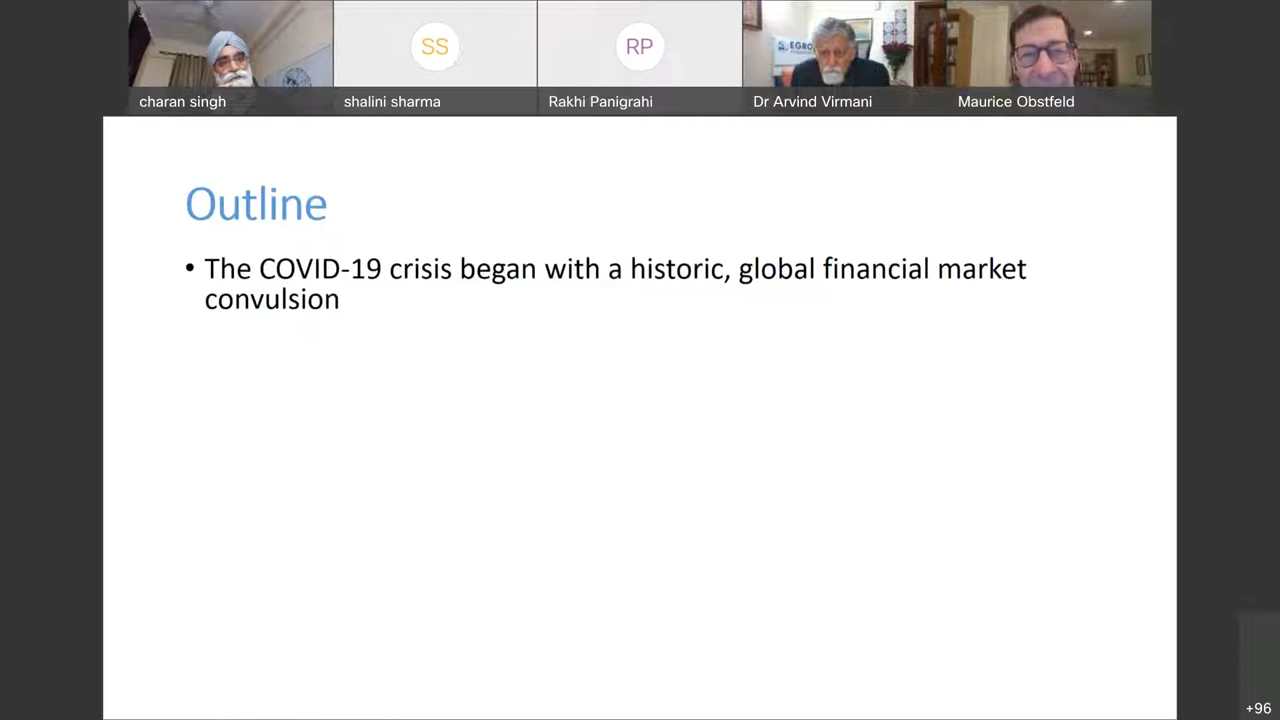 SS
RP
EGRO
charan singh
shalini sharma
Rakhi Panigrahi
Dr Arvind Virmani
Maurice Obstfeld
Outline
• The COVID-19 crisis began with a historic, global financial market
convulsion
+96